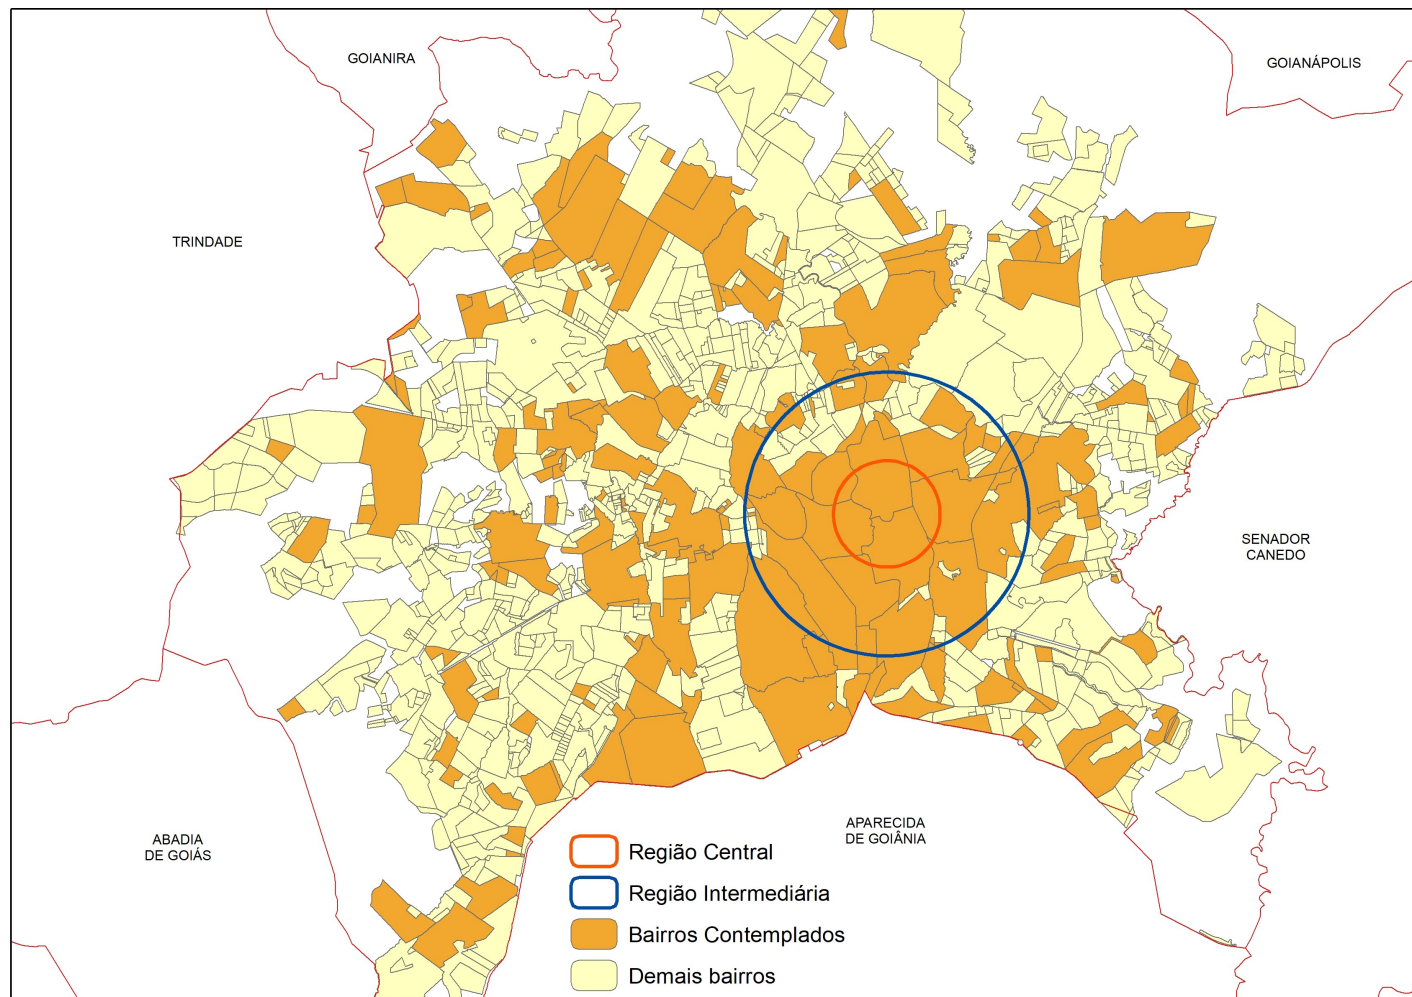 GOIANIRA
GOIANÁPOLIS
TRINDADE
SENADOR
CANEDO
APARECIDA
DE GOIÂNIA
ABADIA
DE GOIÁS
Região Central
Região Intermediária
Bairros Contemplados
Demais bairros